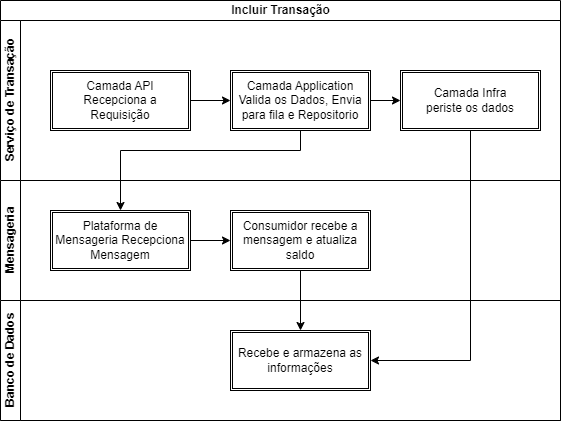 Incluir Transação
Serviço de Transação
Camada API
Recepciona a
Requisição
Camada Application
Valida os Dados, Envia
para fila e Repositorio
Camada Infra
periste os dados
Mensageria
Plataforma de
Mensageria Recepciona
Mensagem
Consumidor recebe a
mensagem e atualiza
saldo
Banco de Dados
Recebe e armazena as
informações